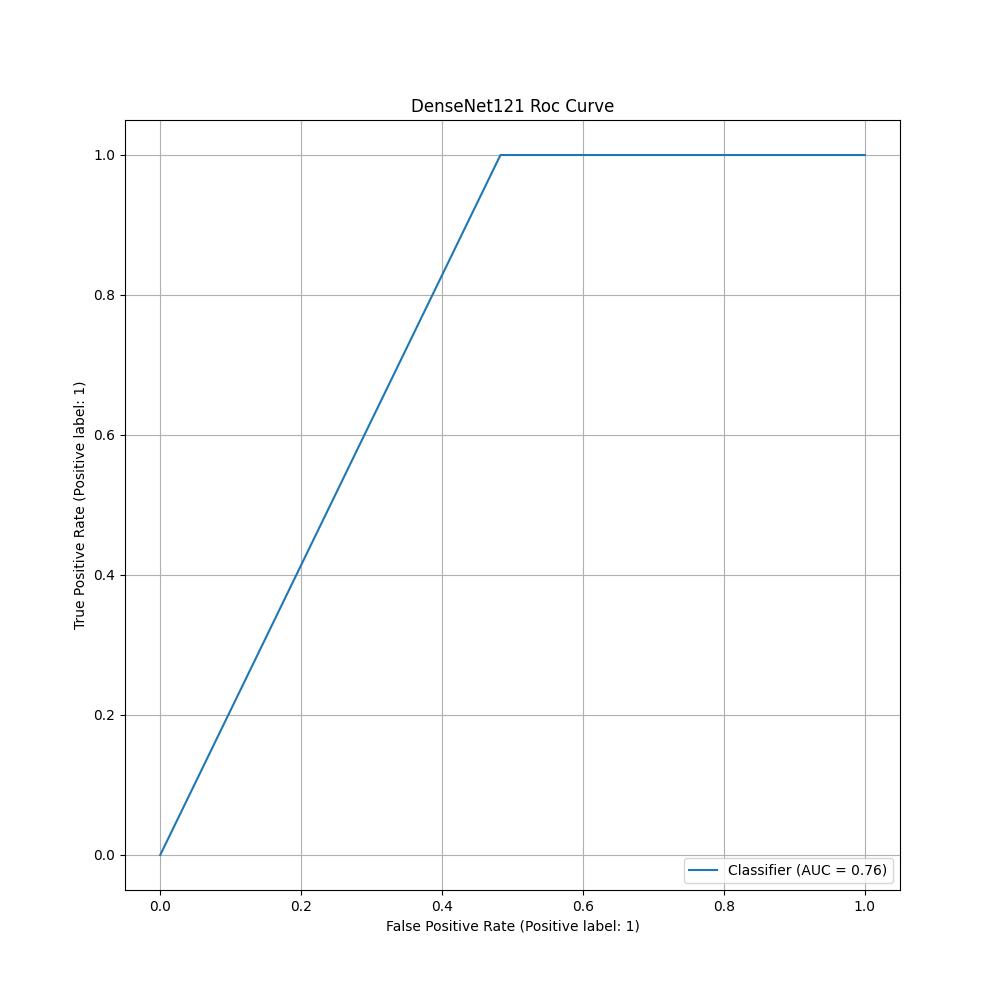 DenseNet121 Roc Curve
True Positive Rate (Positive label: 1)
1.0
0.8
0.6
0.4
0.2
0.0
Classifier (AUC = 0.76)
0.0 0.2 0.4 0.6 0.8 1.0
False Positive Rate (Positive label: 1)